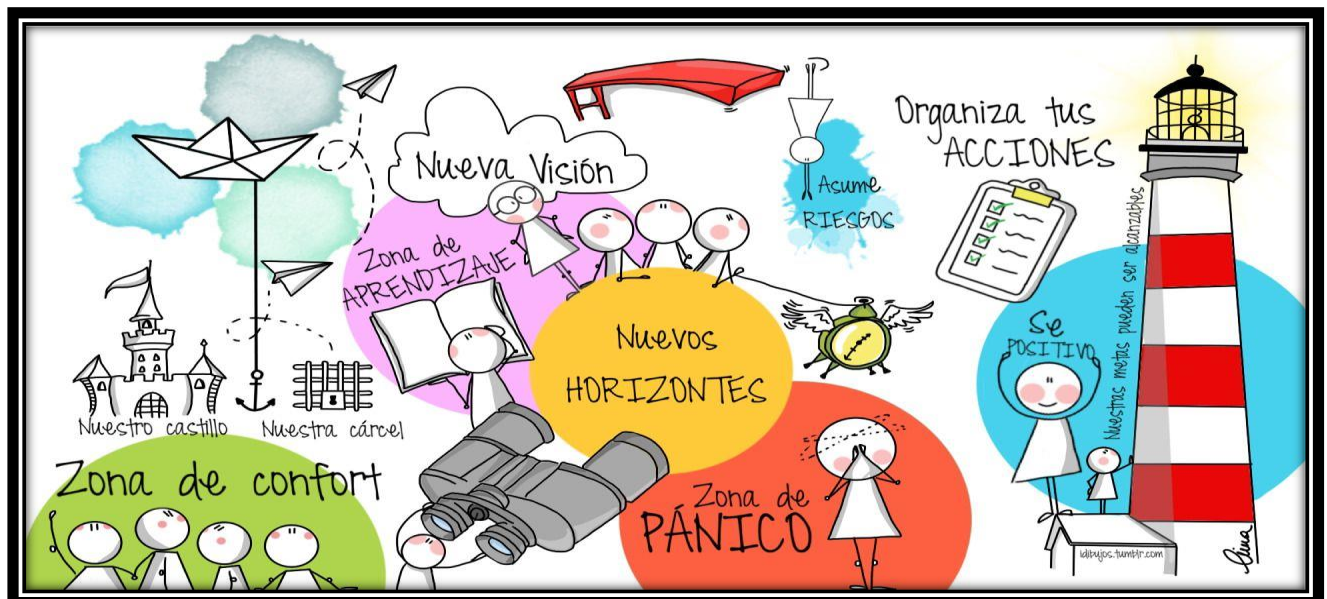 Nuestro castillo
Nuestra cárcel
Zona de confort
Nueva Visión
Zona de
APRENDIZAJE
Nuevos
HORIZONTES
Zona de
PÁNICO
Asume
RIESGOS
Organiza tus
ACCIONES
Se
POSITIVO
Nuestras metas pueden ser alcanzables
idibujos.tumblr.com